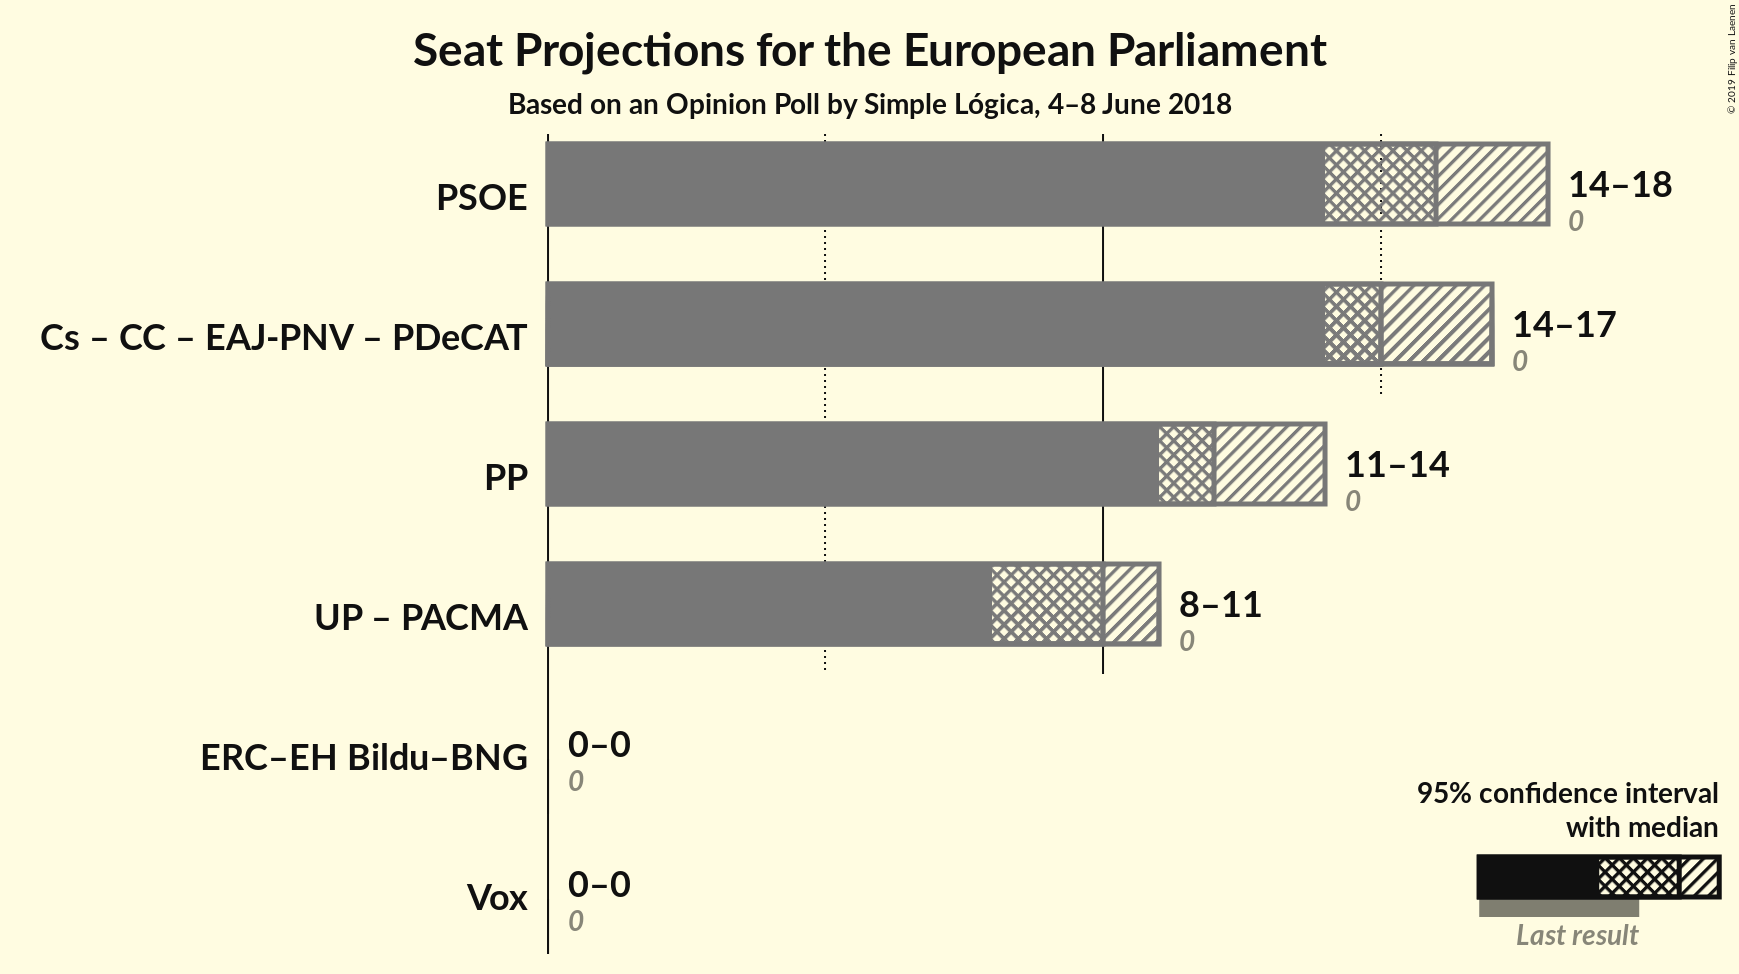 Seat Projections for the European Parliament
Based on an Opinion Poll by Simple Lógica, 4–8 June 2018
© 2019 Filip van Laenen
PSOE
14–18
0
Cs – CC – EAJ-PNV – PDeCAT
14–17
0
PP
11–14
0
UP – PACMA
8–11
0
ERC–EH Bildu–BNG
0–0
0
Vox
0–0
0
95% confidence interval
with median
Last result